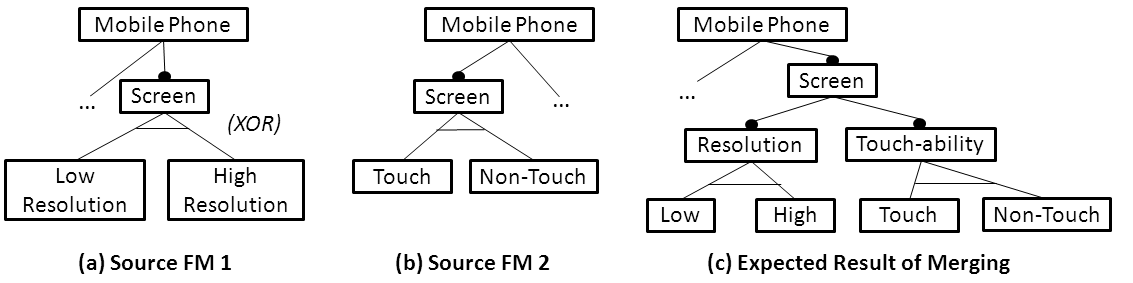 Mobile Phone
...
Screen
(XOR)
Low
Resolution
High
Resolution
(a) Source FM 1
Mobile Phone
Screen
...
Touch
Non-Touch
(b) Source FM 2
Mobile Phone
...
Screen
Resolution
Touch-ability
Low
High
Touch
Non-Touch
(c) Expected Result of Merging